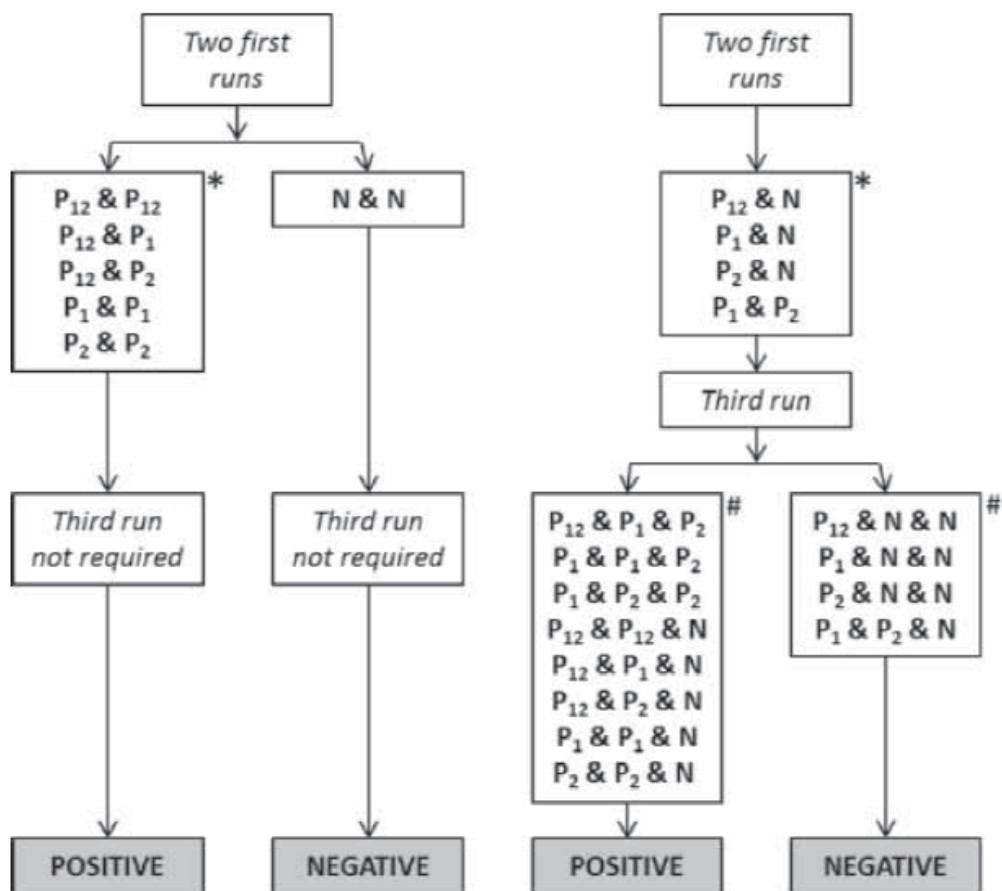 Two first
runs
P₁₂ & P₁₂
P₁₂ & P₁
P₁₂ & P₂
P₁ & P₁
P₂ & P₂
*
N & N
Third run
not required
Third run
not required
POSITIVE
NEGATIVE
Two first
runs
P₁₂ & N
P₁ & N
P₂ & N
P₁ & P₂
*
Third run
P₁₂ & P₁ & P₂
P₁ & P₁ & P₂
P₁ & P₂ & P₂
P₁₂ & P₁₂ & N
P₁₂ & P₁ & N
P₁₂ & P₂ & N
P₁ & P₁ & N
P₂ & P₂ & N
#
P₁₂ & N & N
P₁ & N & N
P₂ & N & N
P₁ & P₂ & N
#
POSITIVE
NEGATIVE